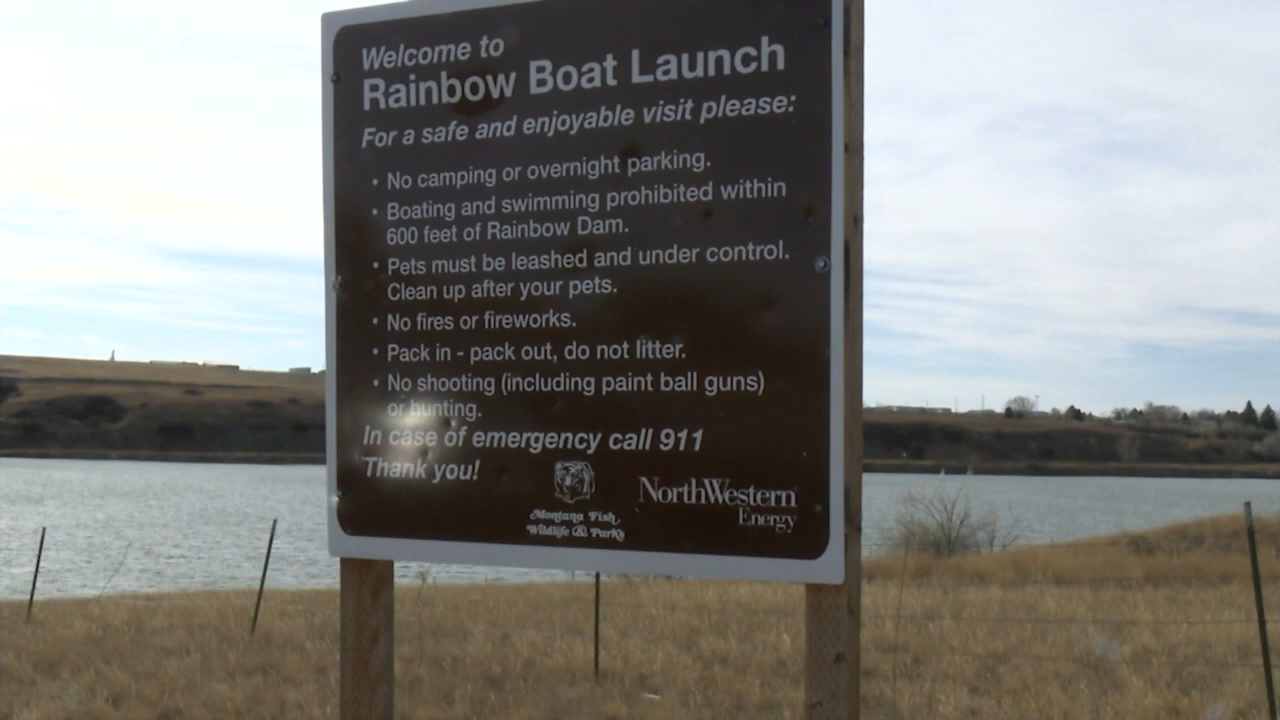 Welcome to
Rainbow Boat Launch
For a safe and enjoyable visit please:
• No camping or overnight parking.
• Boating and swimming prohibited within
600 feet of Rainbow Dam.
• Pets must be leashed and under control.
Clean up after your pets.
• No fires or fireworks.
• Pack in - pack out, do not litter.
• No shooting (including paint ball guns)
or hunting.
In case of emergency call 911
Thank you!
Montana Fish,
Wildlife & Parks
NorthWestern
Energy